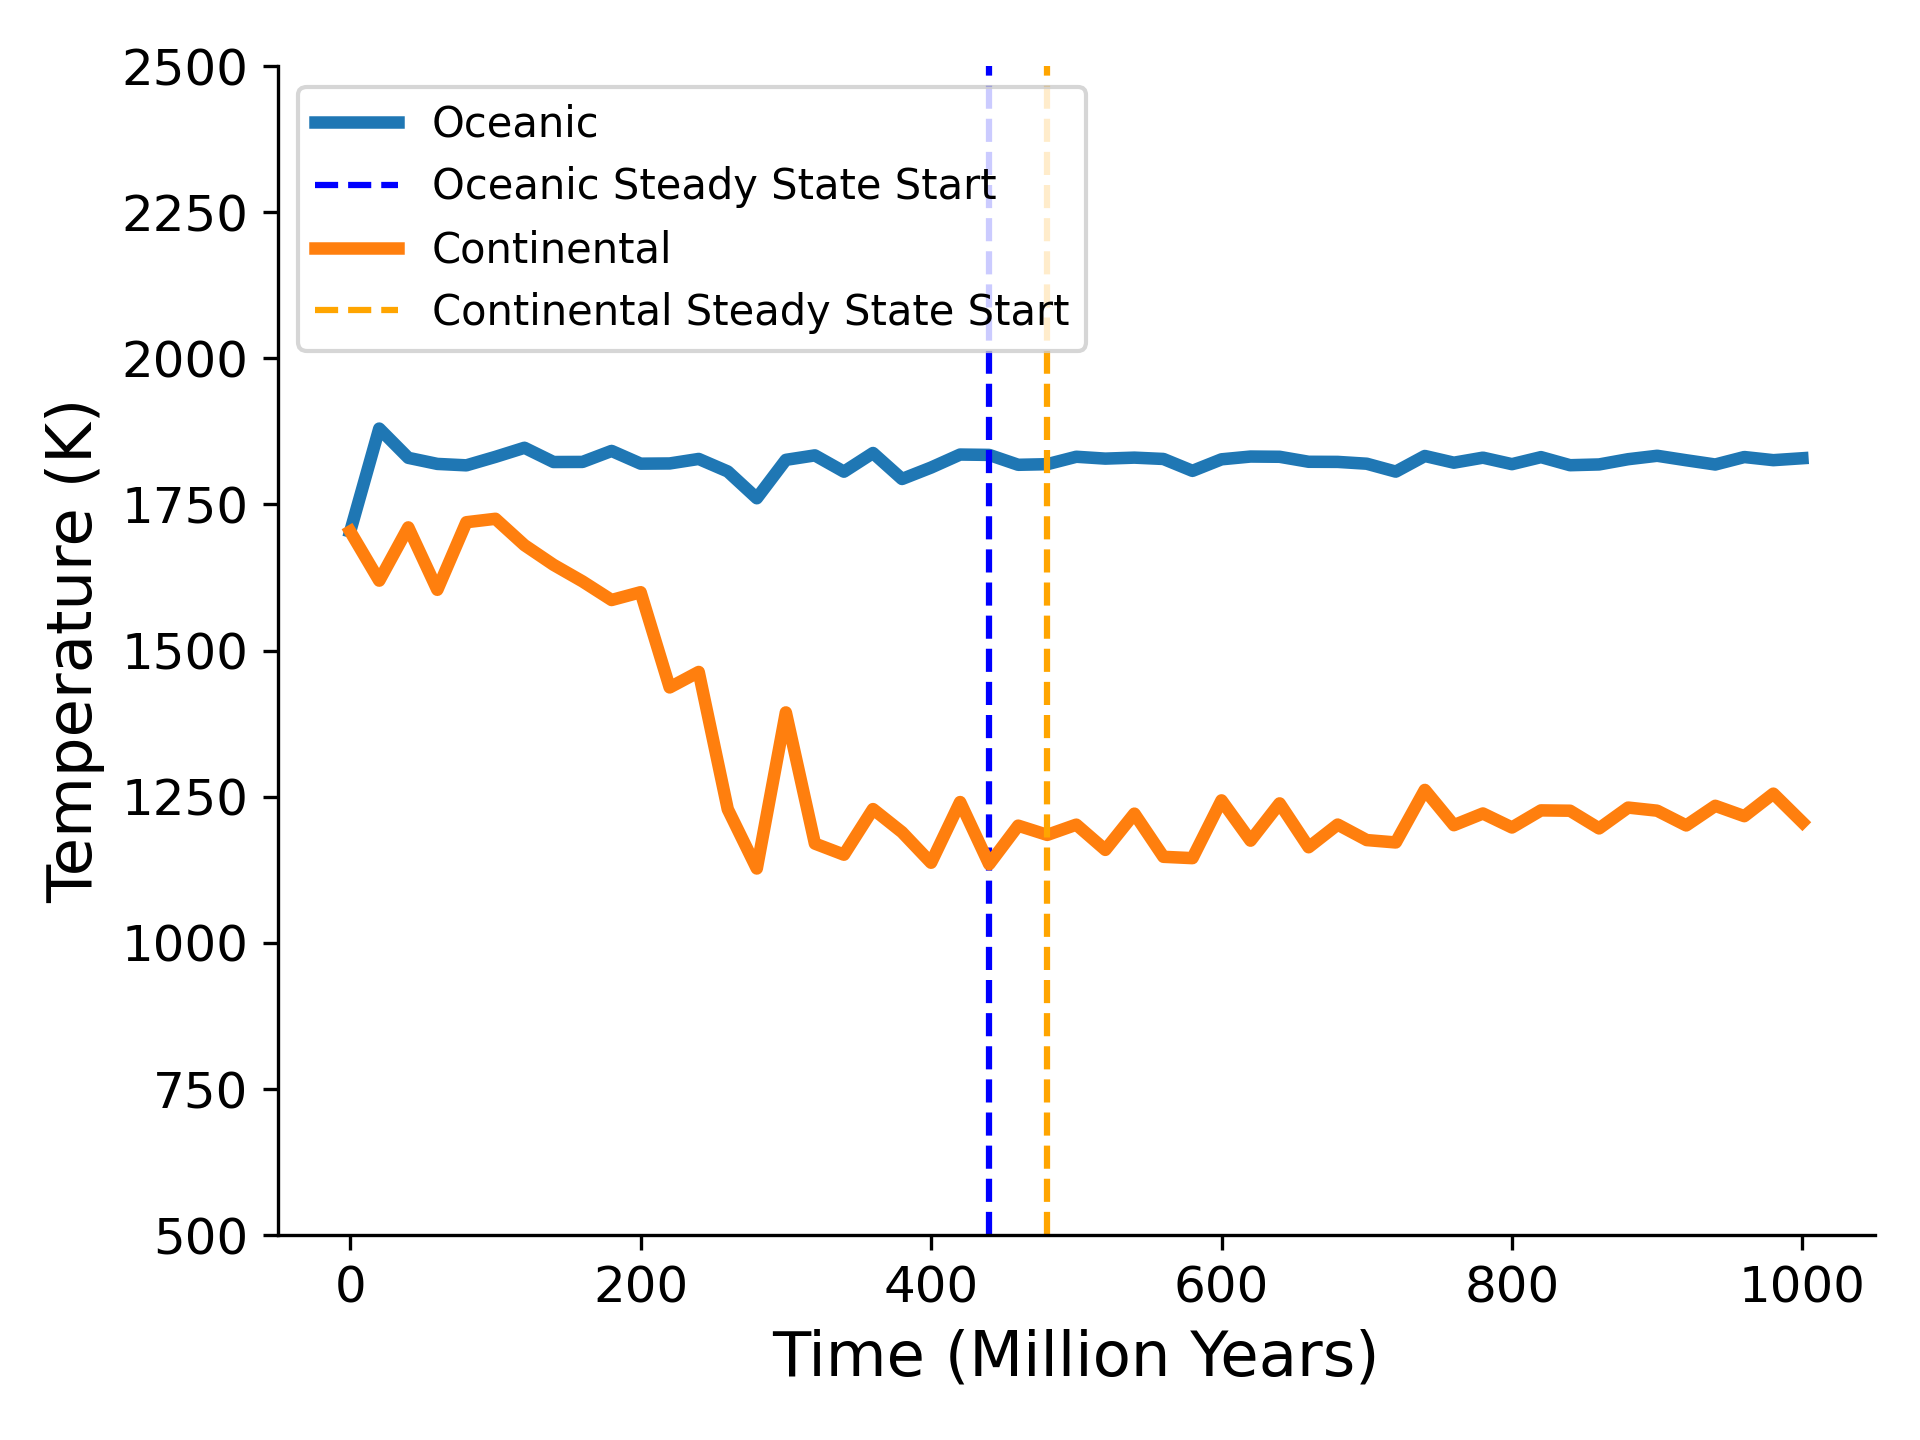 2500
2250
2000
1750
1500
1250
1000
750
500
Temperature (K)
Oceanic
Oceanic Steady State Start
Continental
Continental Steady State Start
0 200 400 600 800 1000
Time (Million Years)